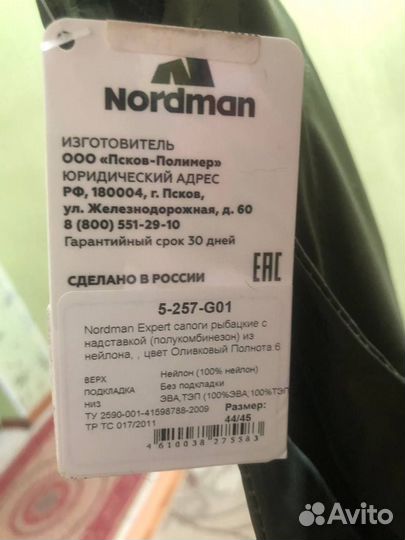 Nordman
ИЗГОТОВИТЕЛЬ
ООО «Псков-Полимер»
ЮРИДИЧЕСКИЙ АДРЕС
РФ, 180004, г. Псков,
ул. Железнодорожная, д. 60
8 (800) 551-29-10
Гарантийный срок 30 дней
СДЕЛАНО В РОССИИ
EAC
5-257-G01
Nordman Expert сапоги рыбацкие с
надставкой (полукомбинезон) из
нейлона, , цвет Оливковый Полнота:6
ВЕРХ Нейлон (100% нейлон)
ПОДКЛАДКА Без подкладки
НИЗ ЭВА,ТЭП (100%ЭВА;100%ТЭП
ТУ 2590-001-41598788-2009 Размер:
ТР ТС 017/2011 44/45
4 610038 275583
Avito